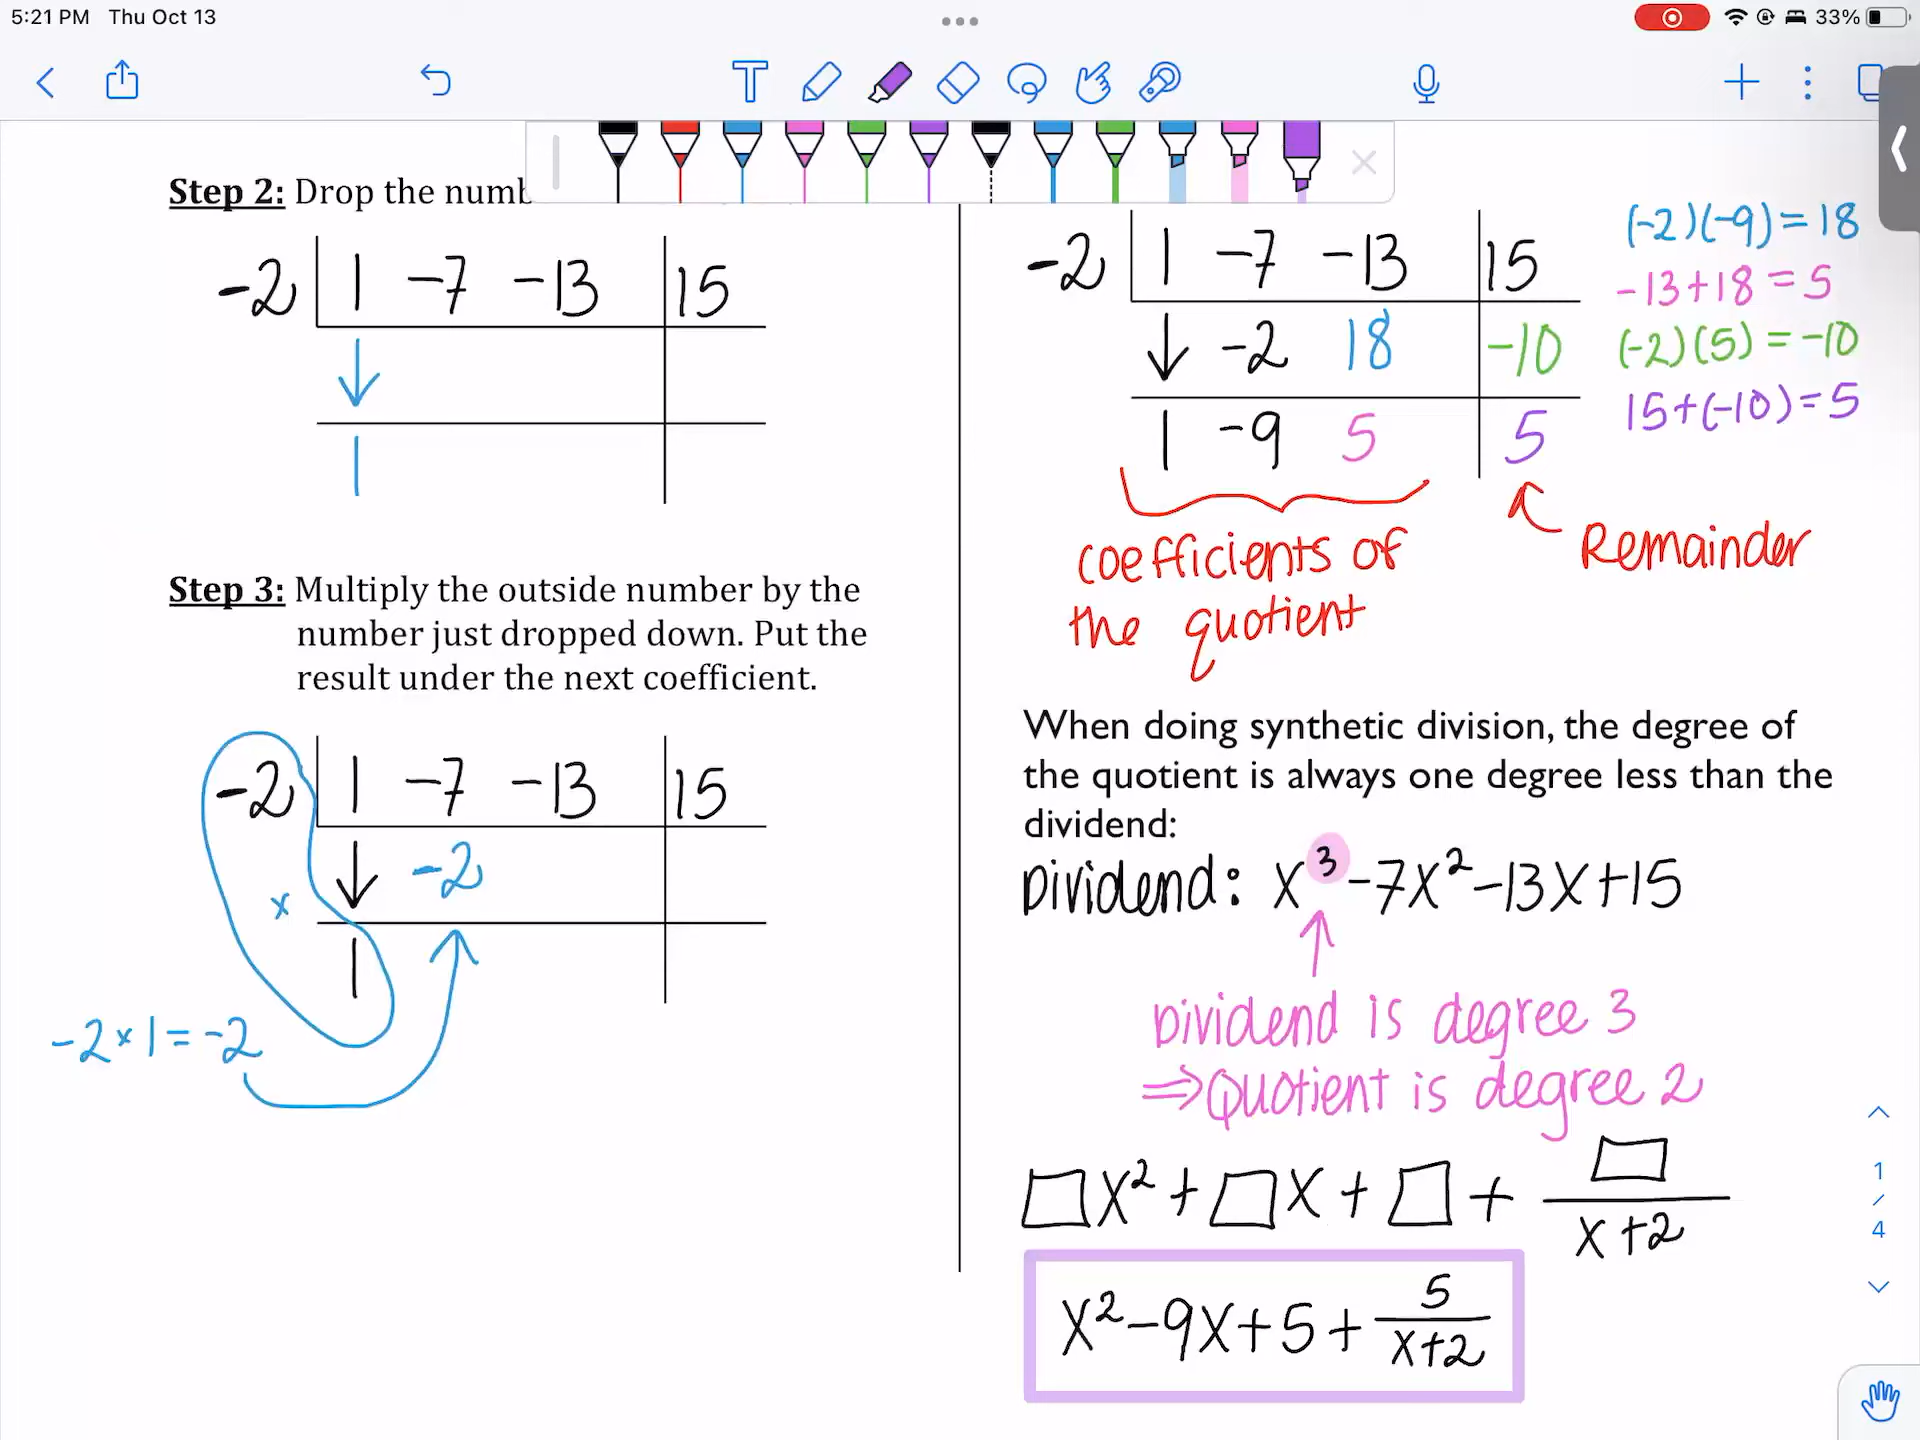 5:21 PM Thu Oct 13
33%
Step 2: Drop the numb
-2 1 -7 -13 15
1
Step 3: Multiply the outside number by the
number just dropped down. Put the
result under the next coefficient.
-2 1 -7 -13 15
-2
x
1
-2 × 1 = -2
-2 1 -7 -13 15
-2 18 -10
1 -9 5 5
(-2)(-9) = 18
-13+18 = 5
(-2)(5) = -10
15+(-10) = 5
coefficients of
the quotient
Remainder
When doing synthetic division, the degree of
the quotient is always one degree less than the
dividend:
Dividend: x³-7x²-13x+15
Dividend is degree 3
⇒Quotient is degree 2
□x² + □x + □ + □/(x+2)
x²-9x+5+ 5/(x+2)
1
/
4